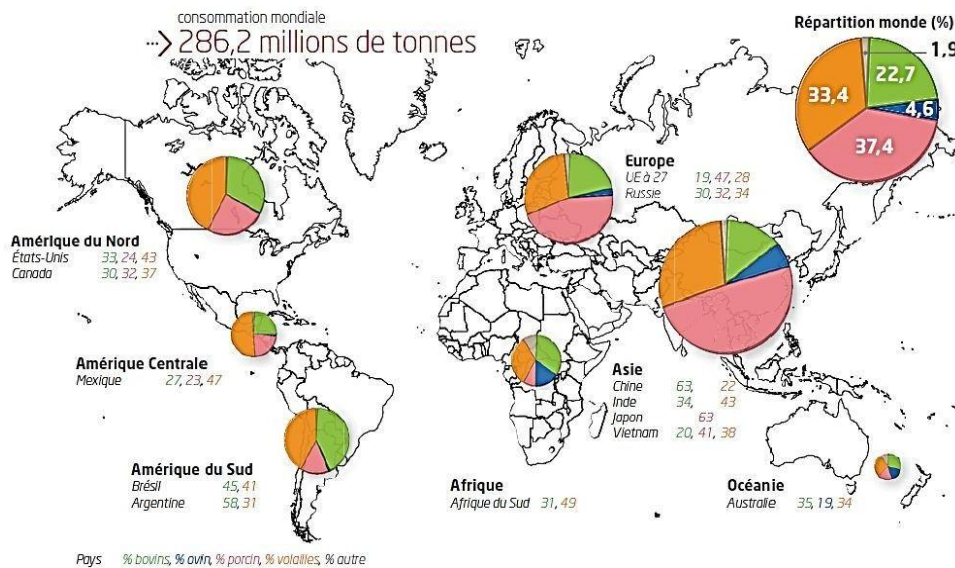 consommation mondiale
286,2 millions de tonnes
Répartition monde (%)
1,9
22,7
33,4
4,6
37,4
Europe
UE à 27 19, 47, 28
Russie 30, 32, 34
Amérique du Nord
États-Unis 33, 24, 43
Canada 30, 32, 37
Amérique Centrale
Mexique 27, 23, 47
Asie
Chine 63, 22
Inde 34, 43
Japon 63
Vietnam 20, 41, 38
Amérique du Sud
Brésil 45, 41
Argentine 58, 31
Afrique
Afrique du Sud 31, 49
Océanie
Australie 35, 19, 34
Pays % bovins, % ovin, % porcin, % volailles, % autre